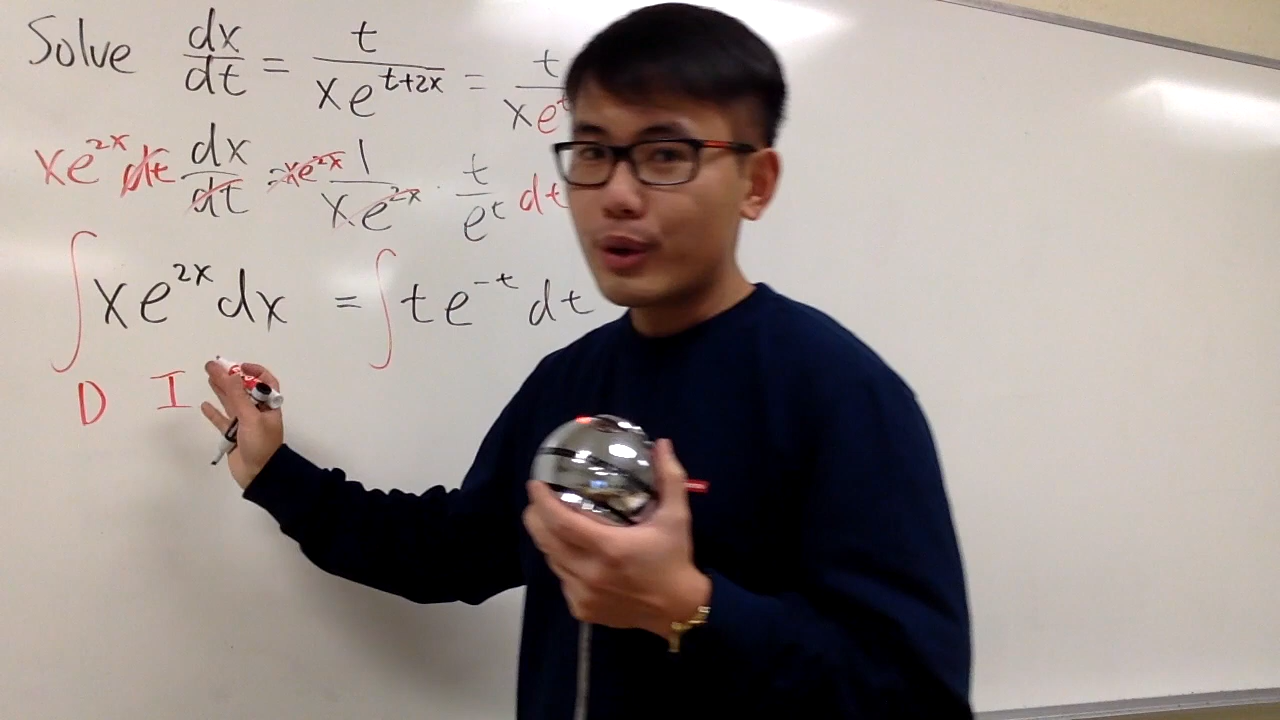 Solve dx/dt = t/(xe^(t+2x)) = t/(xe^t
xe^(2x) dt dx/dt = xe^(2x) 1/(x·e^(2x)) · t/e^t dt
∫xe^(2x) dx = ∫te^(-t) dt
D I